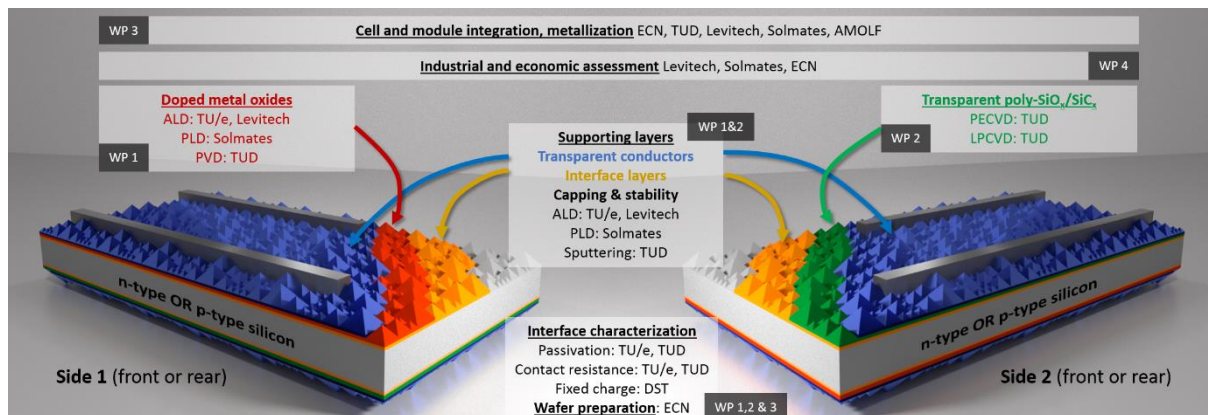 WP 3
Cell and module integration, metallization ECN, TUD, Levitech, Solmates, AMOLF
Industrial and economic assessment Levitech, Solmates, ECN
WP 4
Doped metal oxides
ALD: TU/e, Levitech
PLD: Solmates
PVD: TUD
WP 1
WP 1&2
Supporting layers
Transparent conductors
Interface layers
Capping & stability
ALD: TU/e, Levitech
PLD: Solmates
Sputtering: TUD
Transparent poly-SiOx/SiCx
PECVD: TUD
LPCVD: TUD
WP 2
n-type OR p-type silicon
n-type OR p-type silicon
Side 1 (front or rear)
Interface characterization
Passivation: TU/e, TUD
Contact resistance: TU/e, TUD
Fixed charge: DST
Wafer preparation: ECN
WP 1,2 & 3
Side 2 (front or rear)